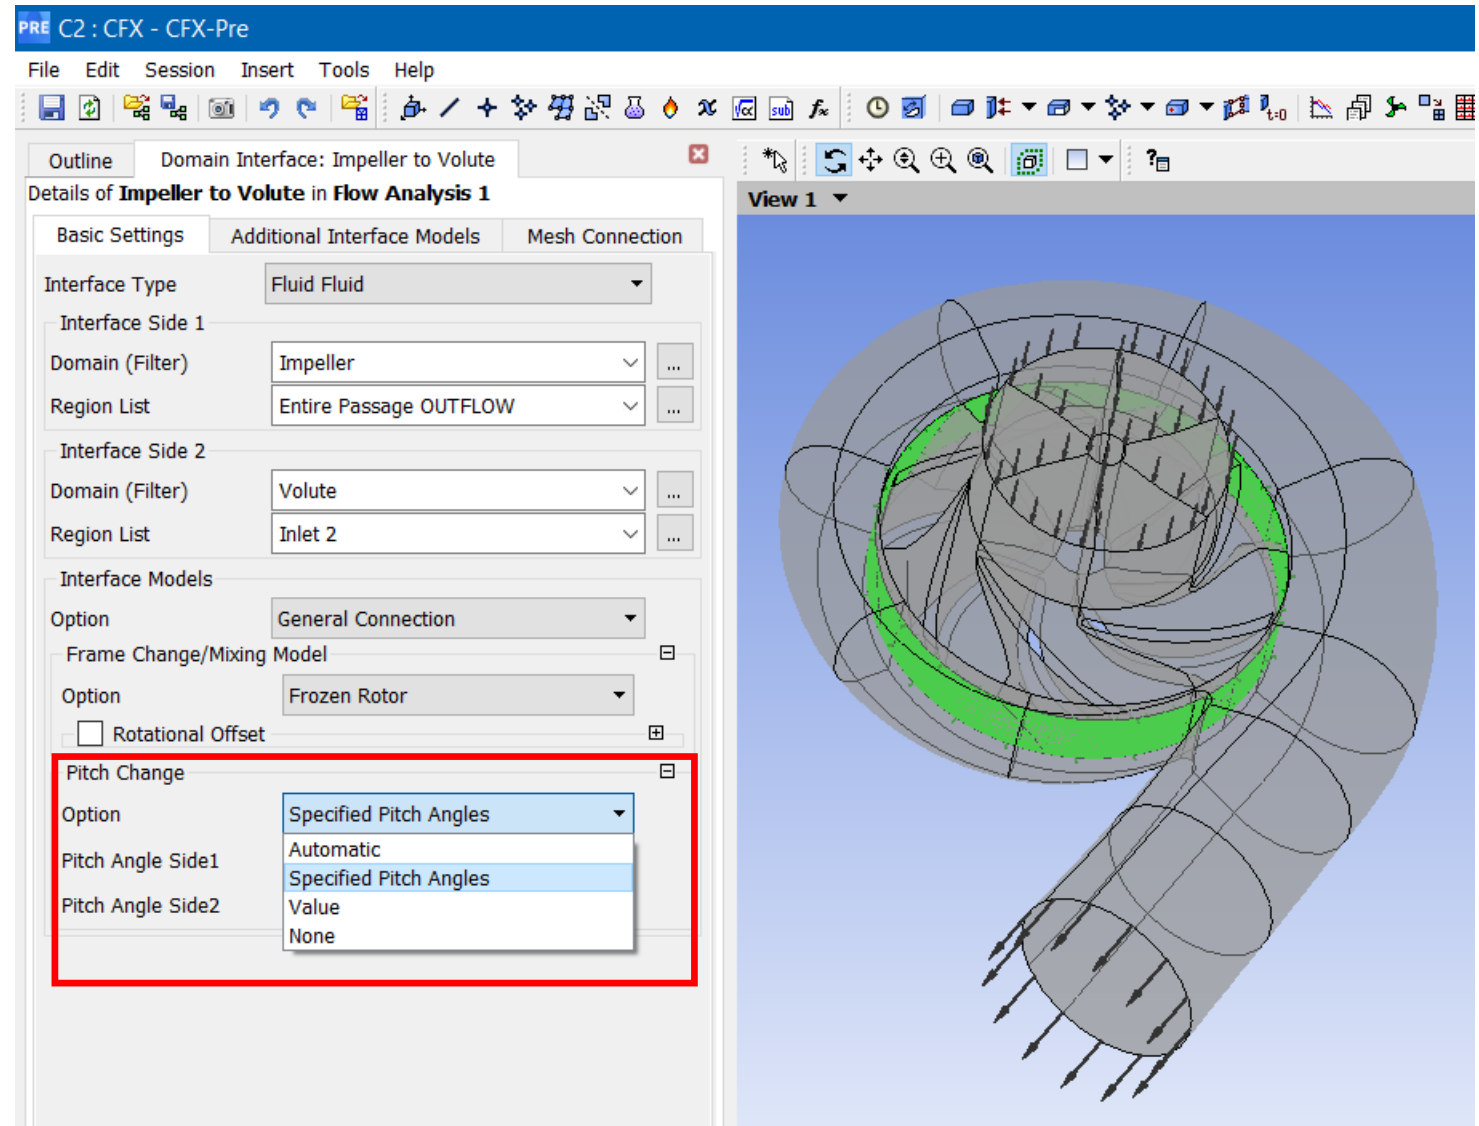 PRE C2 : CFX - CFX-Pre
File Edit Session Insert Tools Help
Outline Domain Interface: Impeller to Volute
Details of Impeller to Volute in Flow Analysis 1
Basic Settings Additional Interface Models Mesh Connection
Interface Type Fluid Fluid
Interface Side 1
Domain (Filter) Impeller ...
Region List Entire Passage OUTFLOW ...
Interface Side 2
Domain (Filter) Volute ...
Region List Inlet 2 ...
Interface Models
Option General Connection
Frame Change/Mixing Model
Option Frozen Rotor
Rotational Offset
Pitch Change
Option Specified Pitch Angles
Automatic
Pitch Angle Side1
Specified Pitch Angles
Pitch Angle Side2
Value
None
View 1